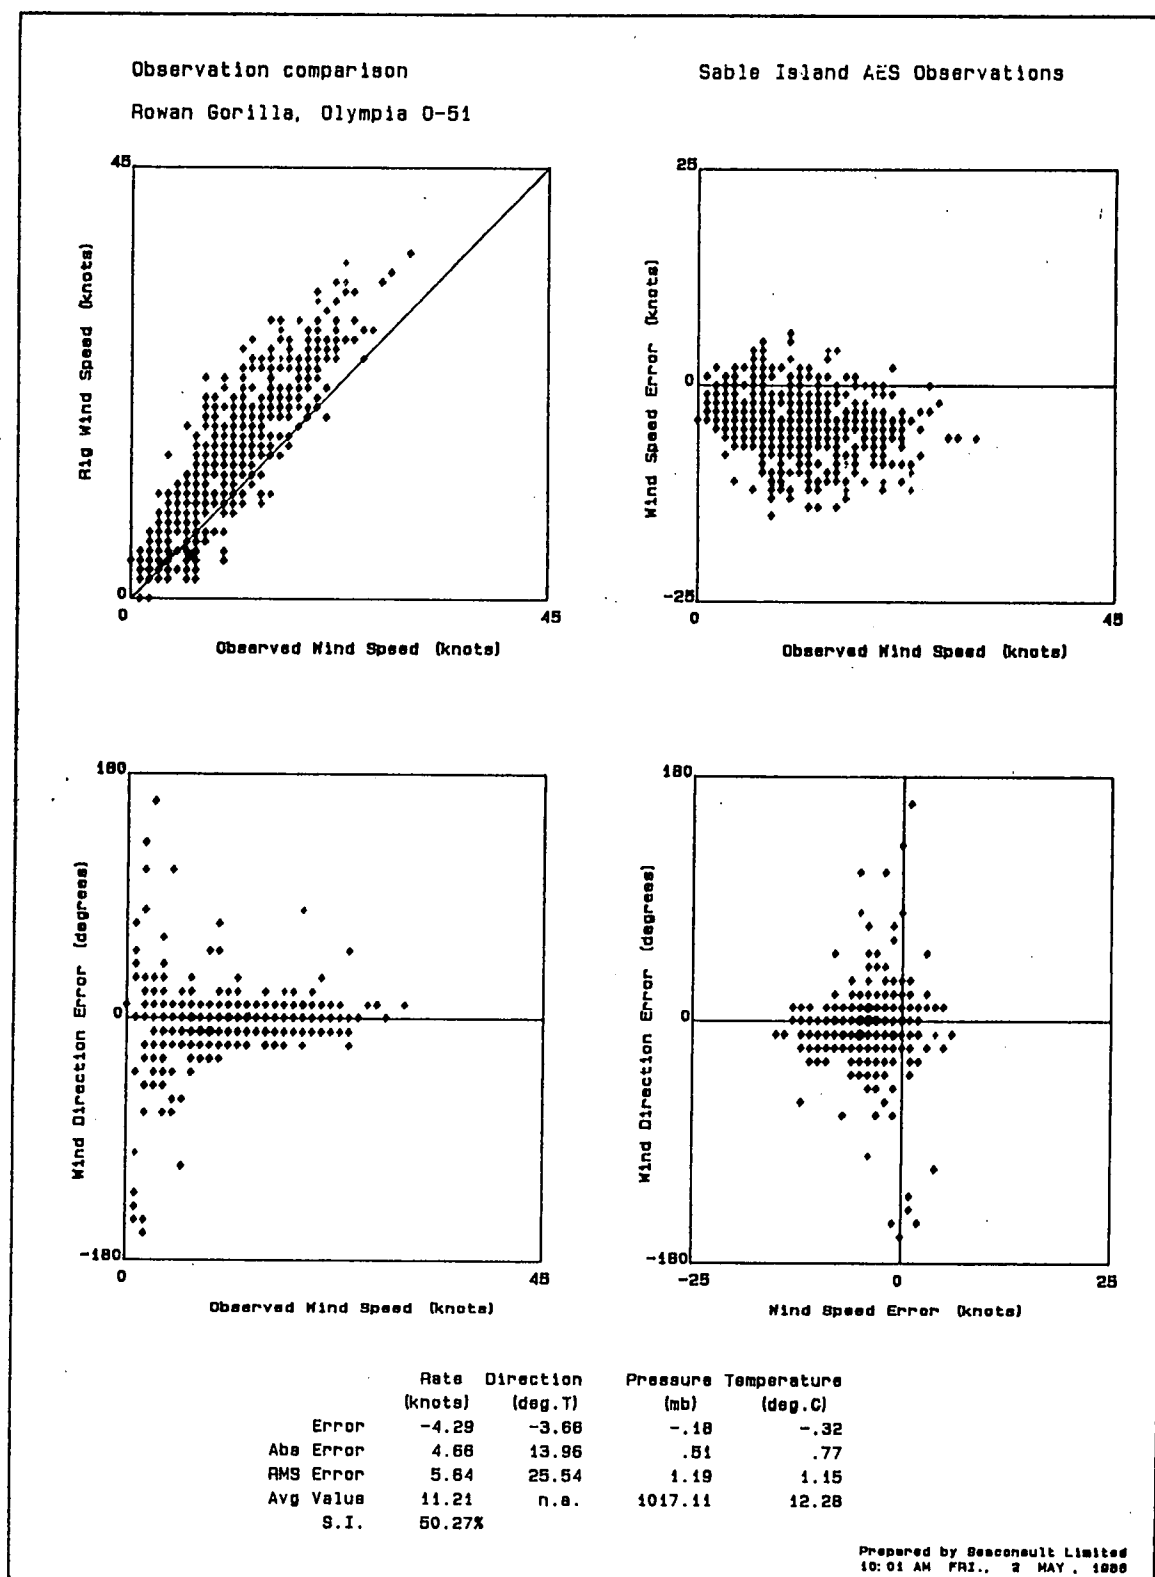 Observation comparison
Rowan Gorilla, Olympia O-51
Sable Island AES Observations
45
Rig Wind Speed (knots)
0
0
45
Observed Wind Speed (knots)
25
Wind Speed Error (knots)
0
-25
0
45
Observed Wind Speed (knots)
180
Wind Direction Error (degrees)
0
-180
0
45
Observed Wind Speed (knots)
180
Wind Direction Error (degrees)
0
-180
-25
0
25
Wind Speed Error (knots)
Rate Direction Pressure Temperature
(knots) (deg.T) (mb) (deg.C)
Error -4.29 -3.66 -.18 -.32
Abs Error 4.66 13.96 .51 .77
RMS Error 5.64 25.54 1.19 1.15
Avg Value 11.21 n.a. 1017.11 12.28
S.I. 50.27%
Prepared by Seaconsult Limited
10:01 AM FRI., 2 MAY, 1986